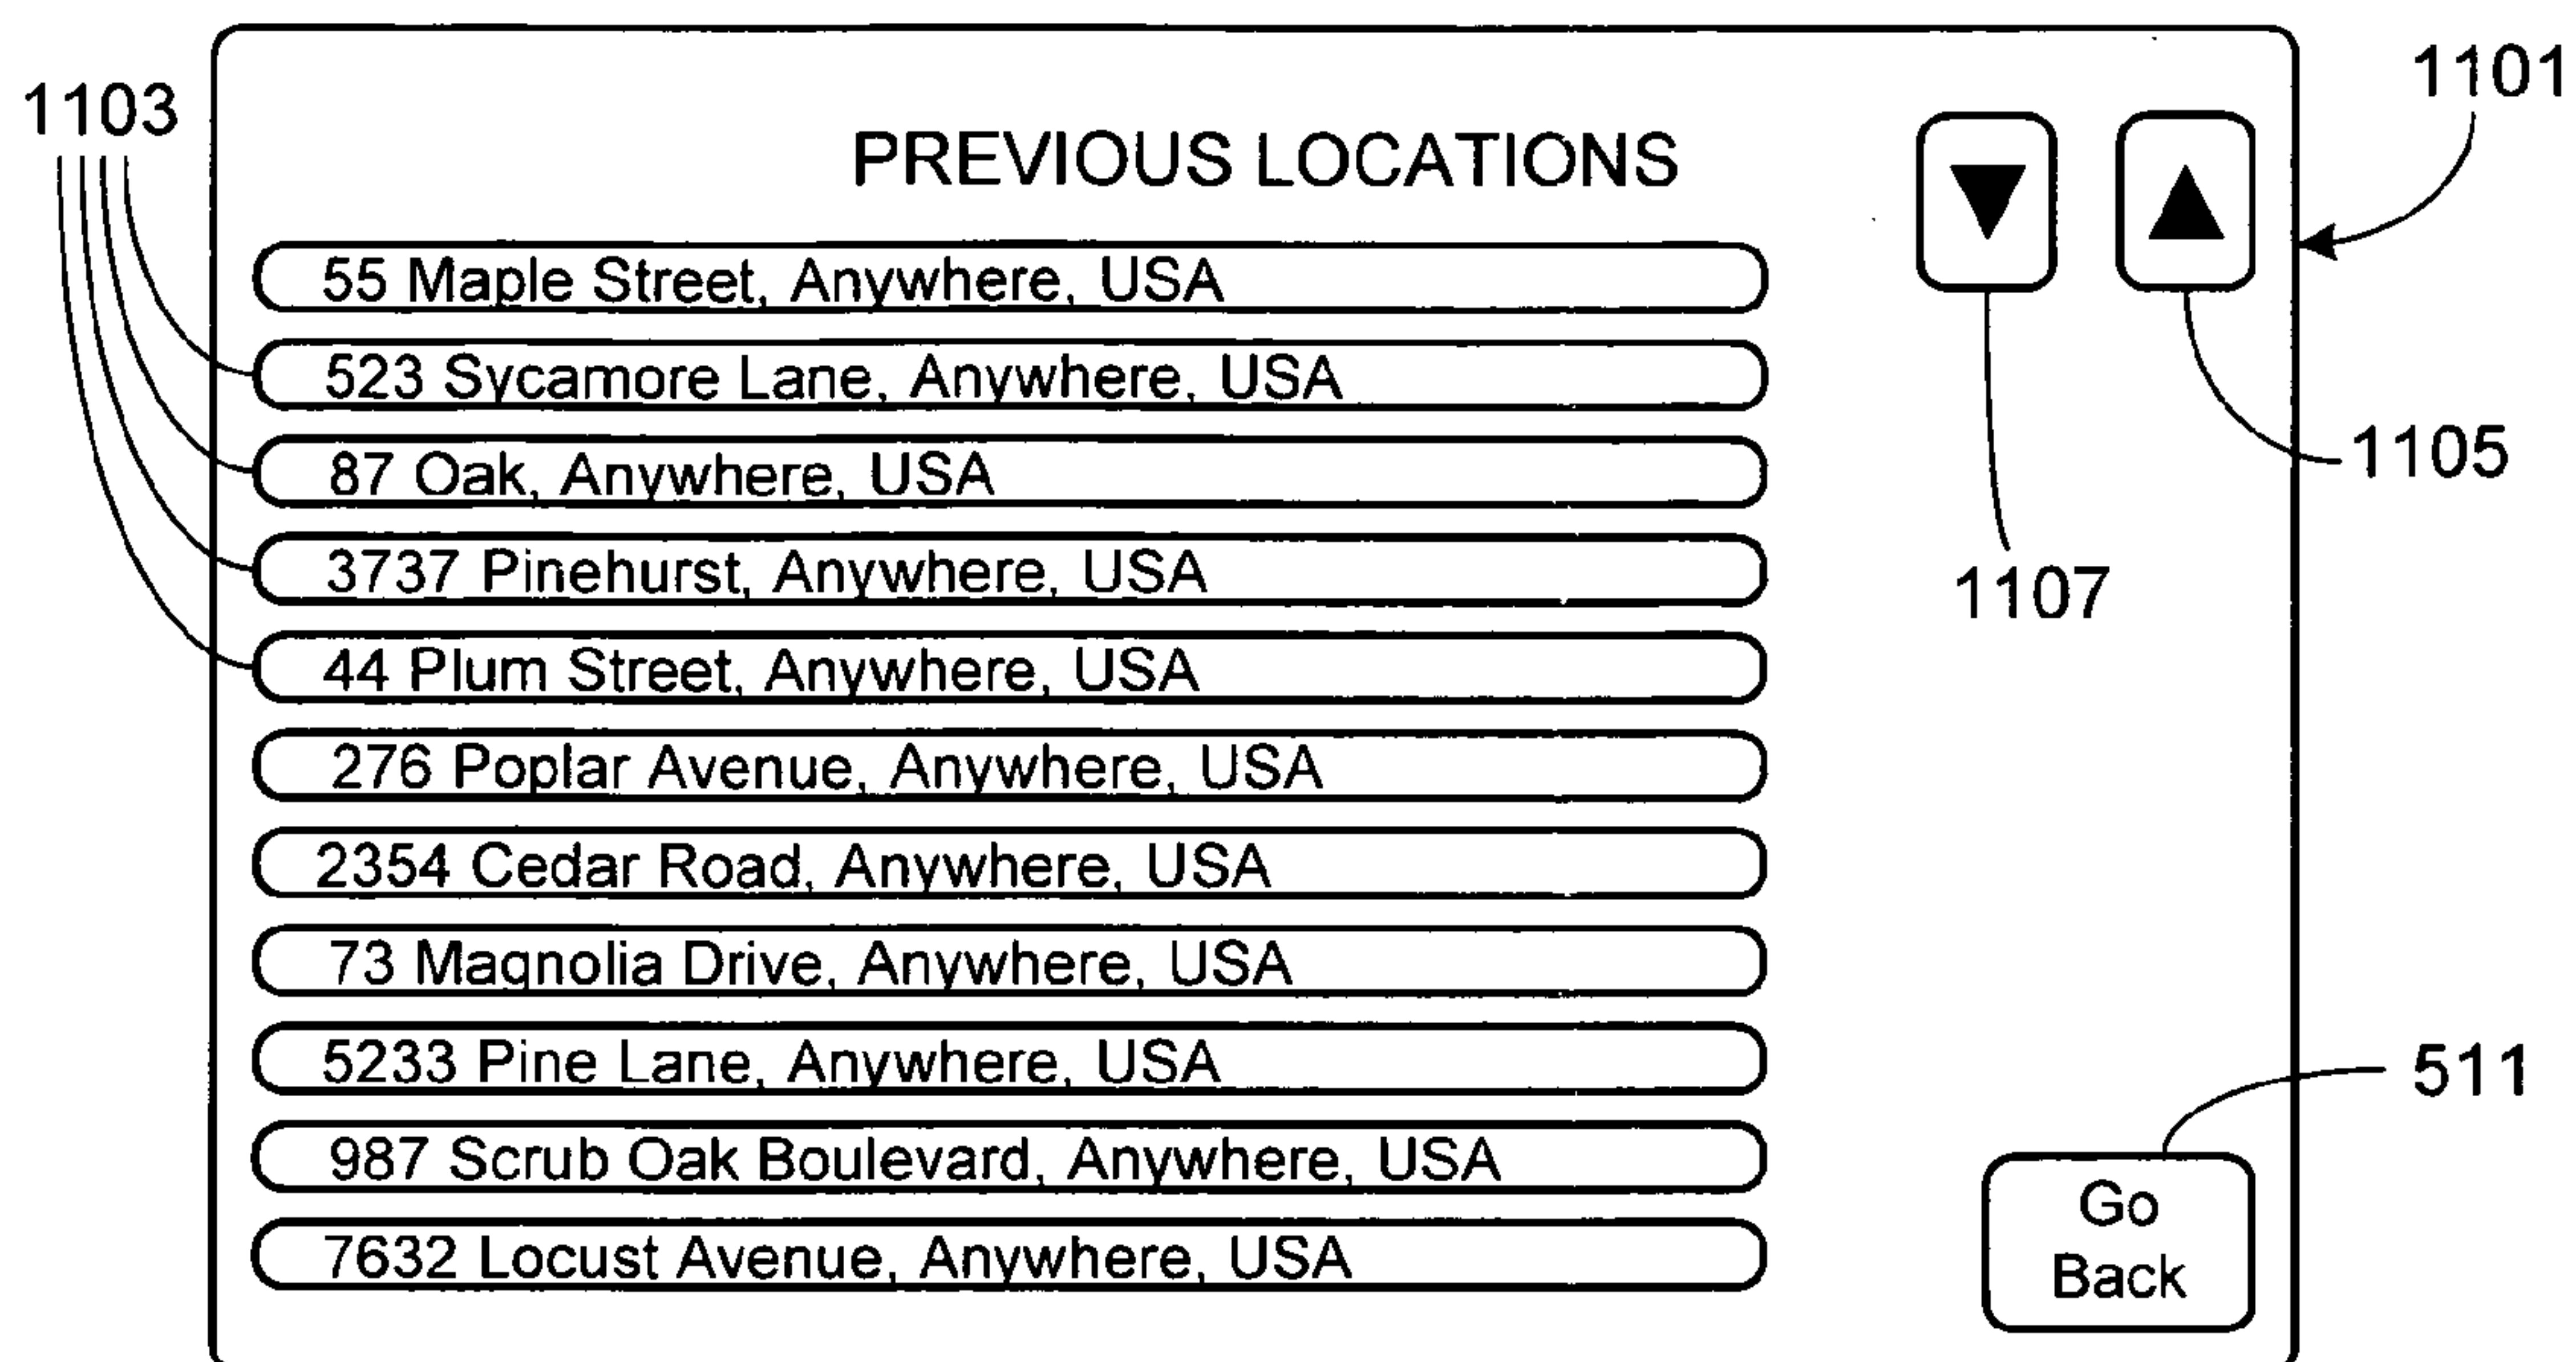 1101
1103
PREVIOUS LOCATIONS
55 Maple Street, Anywhere, USA
523 Sycamore Lane, Anywhere, USA
87 Oak, Anywhere, USA
1105
3737 Pinehurst, Anywhere, USA
1107
44 Plum Street, Anywhere, USA
276 Poplar Avenue, Anywhere, USA
2354 Cedar Road, Anywhere, USA
73 Magnolia Drive, Anywhere, USA
5233 Pine Lane, Anywhere, USA
511
987 Scrub Oak Boulevard, Anywhere, USA
7632 Locust Avenue, Anywhere, USA
Go
Back